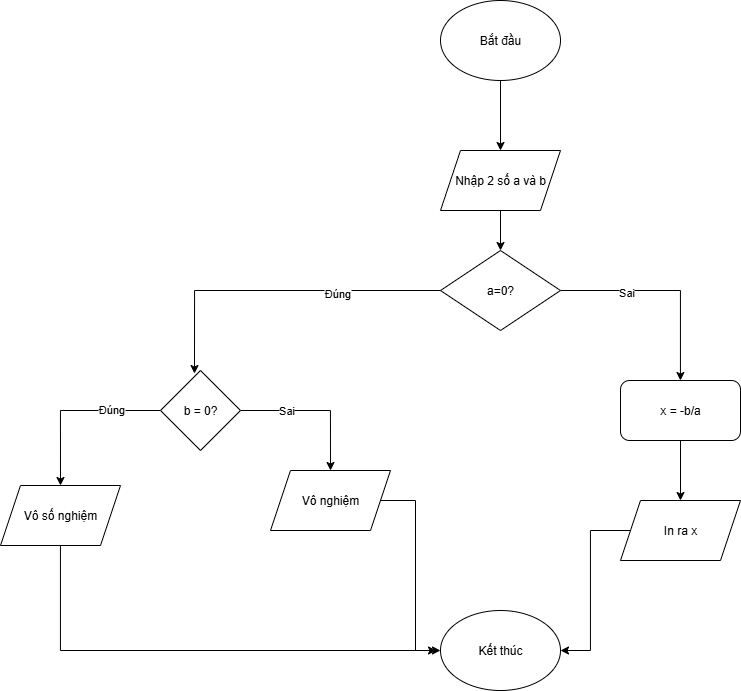 Bắt đầu
Nhập 2 số a và b
a=0?
Đúng
Sai
b = 0?
x = -b/a
Đúng
Sai
Vô số nghiệm
Vô nghiệm
In ra x
Kết thúc